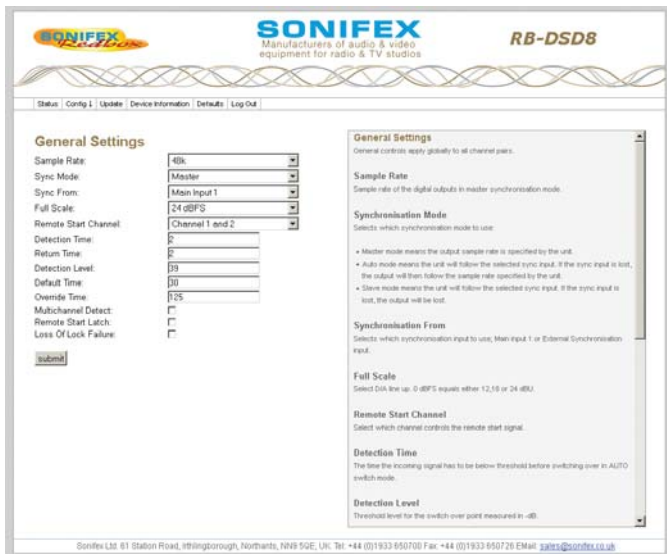 SONIFEX
Redbox
SONIFEX
Manufacturers of audio & video
equipment for radio & TV studios
RB-DSD8
Status Config ↓ Update Device Information Defaults Log Out
General Settings
Sample Rate: 48k
Sync Mode: Master
Sync From: Main Input 1
Full Scale: 24 dBFS
Remote Start Channel: Channel 1 and 2
Detection Time: 2
Return Time: 2
Detection Level: 39
Default Time: 30
Override Time: 125
Multichannel Detect:
Remote Start Latch:
Loss Of Lock Failure:
submit
General Settings
General controls apply globally to all channel pairs.
Sample Rate
Sample rate of the digital outputs in master synchronisation mode.
Synchronisation Mode
Selects which synchronisation mode to use:
• Master mode means the output sample rate is specified by the unit.
• Auto mode means the unit will follow the selected sync input. If the sync input is lost,
the output will then follow the sample rate specified by the unit.
• Slave mode means the unit will follow the selected sync input. If the sync input is
lost, the output will be lost.
Synchronisation From
Selects which synchronisation input to use, Main input 1 or External Synchronisation
input.
Full Scale
Select D/A line up. 0 dBFS equals either 12,18 or 24 dBU.
Remote Start Channel
Select which channel controls the remote start signal.
Detection Time
The time the incoming signal has to be below threshold before switching over in AUTO
switch mode.
Detection Level
Threshold level for the switch over point measured in -dB.
Sonifex Ltd. 61 Station Road, Irthlingborough, Northants, NN9 5QE, UK. Tel: +44 (0)1933 650700 Fax: +44 (0)1933 650726 EMail: sales@sonifex.co.uk